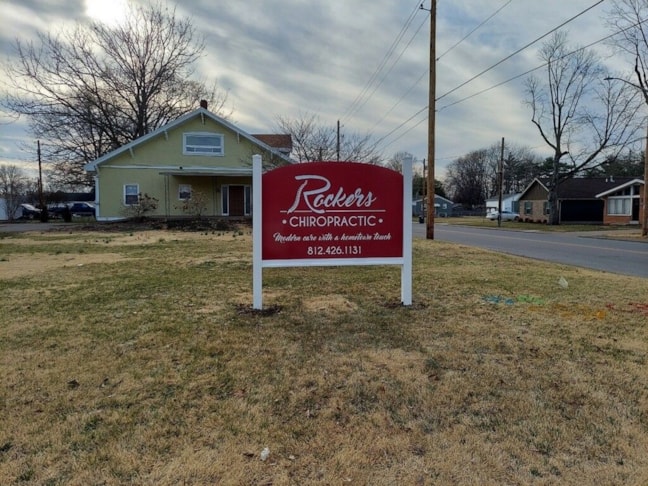 Rockers
• CHIROPRACTIC •
Modern care with a hometown touch
812.426.1131